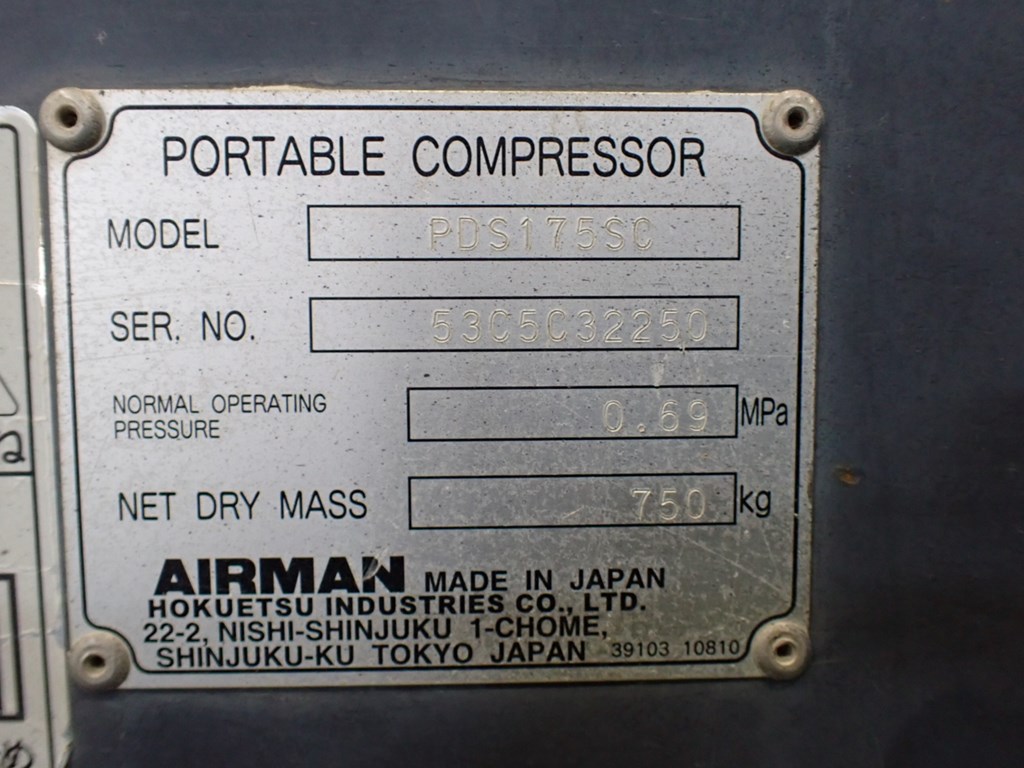 PORTABLE COMPRESSOR
MODEL PDS175SC
SER. NO. 53C5C32250
NORMAL OPERATING
PRESSURE 0.69 MPa
NET DRY MASS 750 kg
AIRMAN MADE IN JAPAN
HOKUETSU INDUSTRIES CO., LTD.
22-2, NISHI-SHINJUKU 1-CHOME,
SHINJUKU-KU TOKYO JAPAN 39103 10810